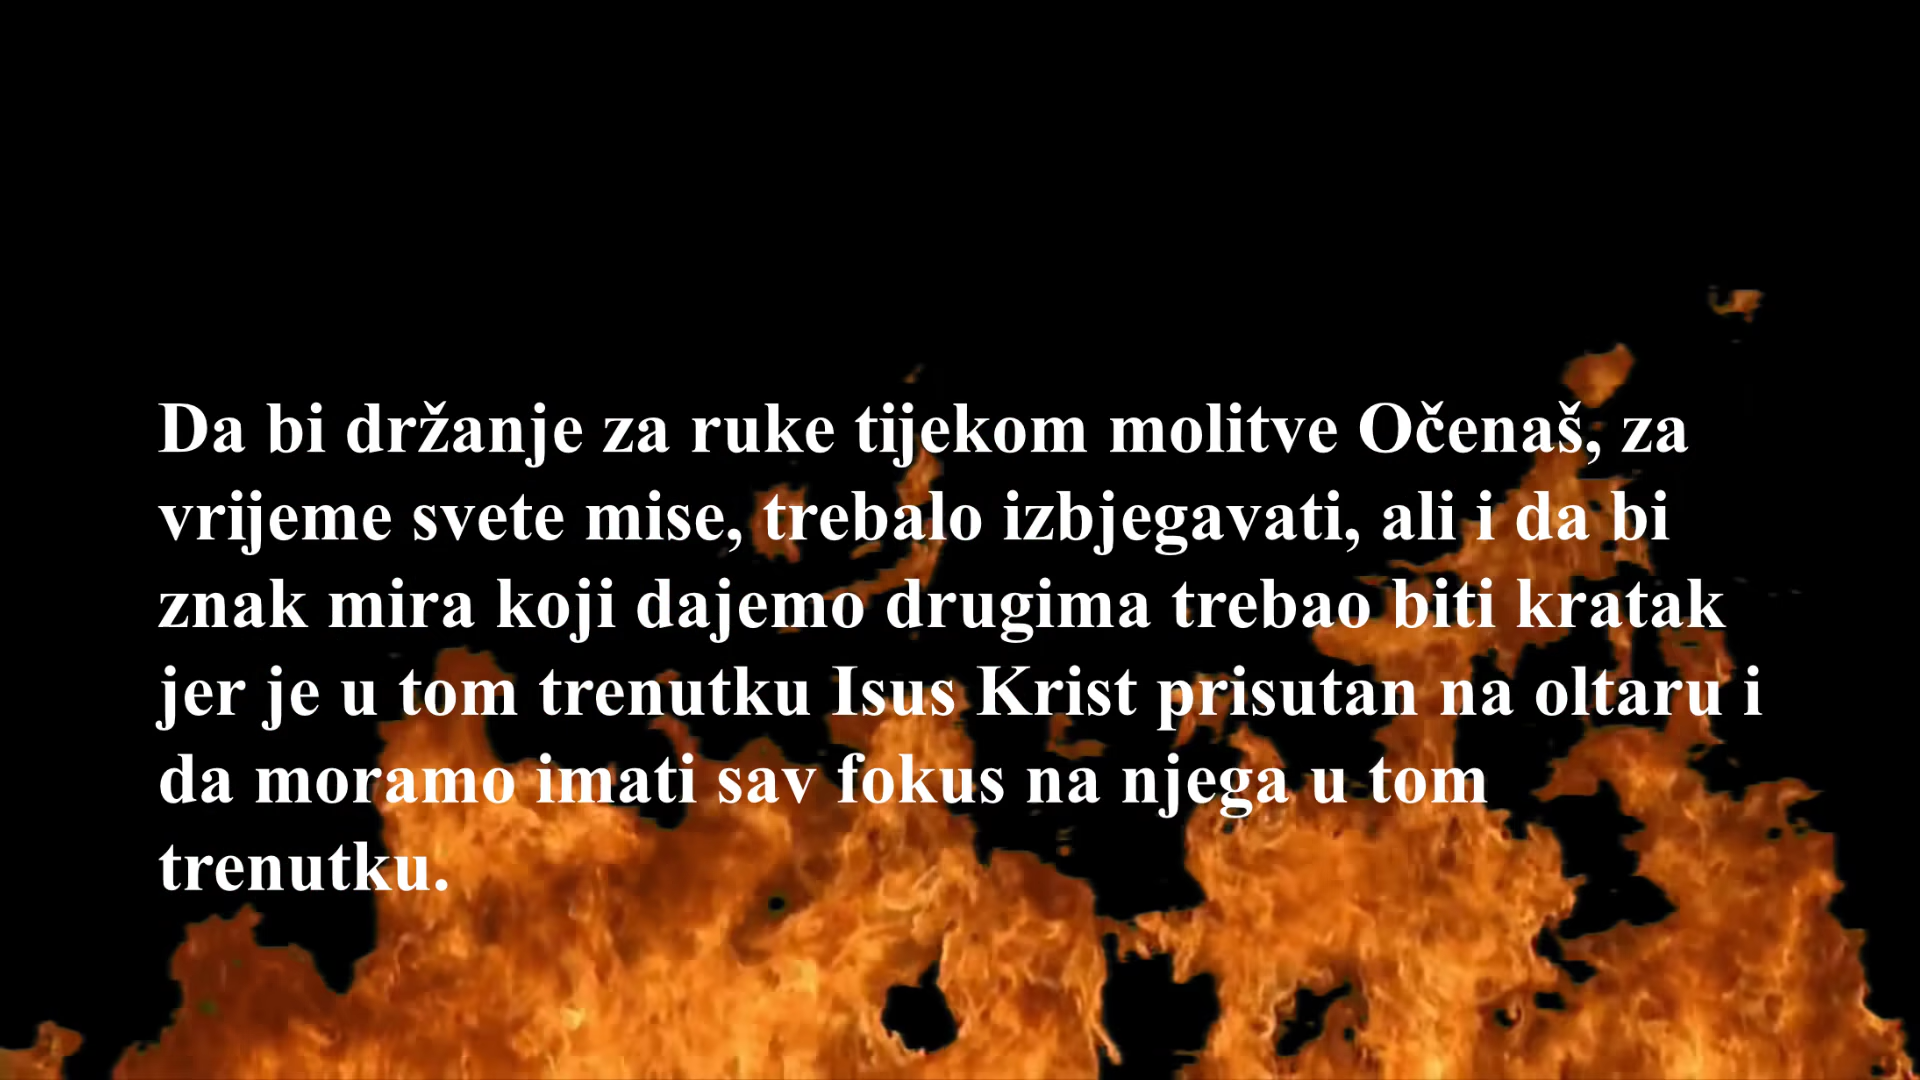 Da bi držanje za ruke tijekom molitve Očenaš, za
vrijeme svete mise, trebalo izbjegavati, ali i da bi
znak mira koji dajemo drugima trebao biti kratak
jer je u tom trenutku Isus Krist prisutan na oltaru i
da moramo imati sav fokus na njega u tom
trenutku.